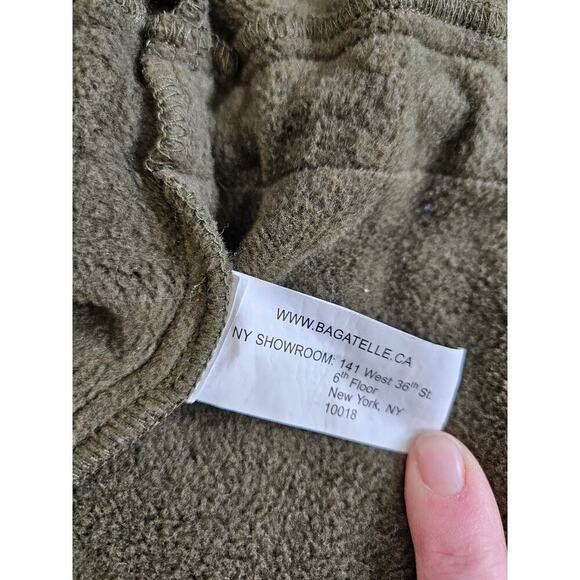 WWW.BAGATELLE.CA
NY SHOWROOM: 141 West 36th St.
6th Floor
New York, NY
10018